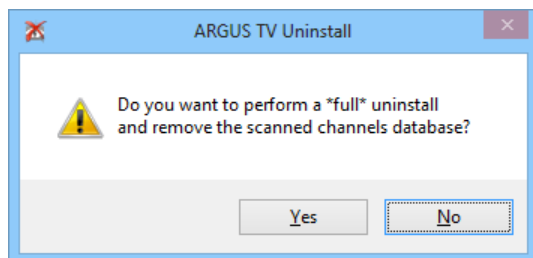 ARGUS TV Uninstall
Do you want to perform a *full* uninstall
and remove the scanned channels database?
Yes
No